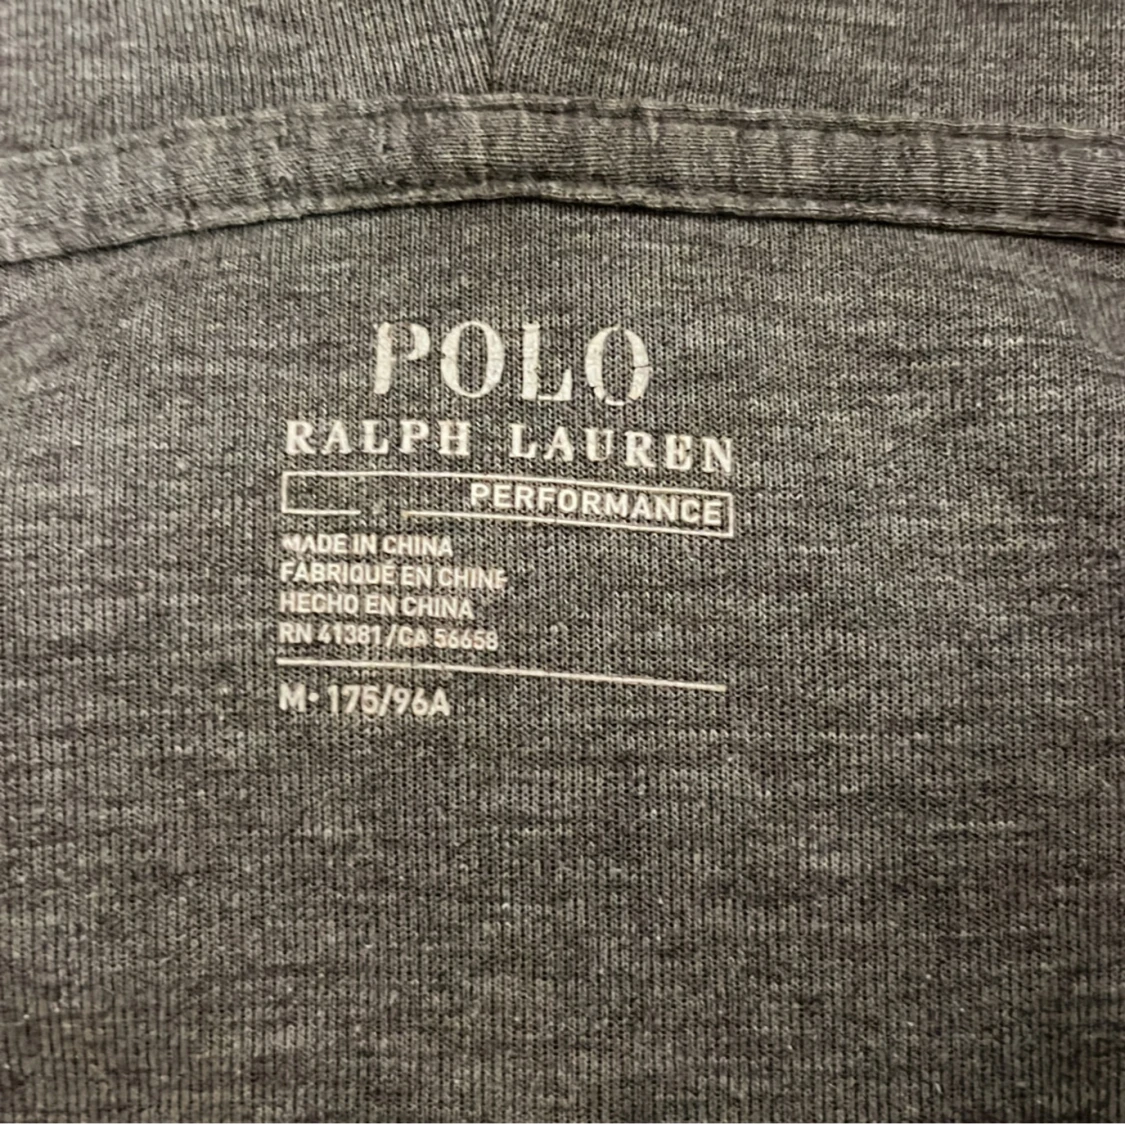 POLO
RALPH LAUREN
PERFORMANCE
MADE IN CHINA
FABRIQUÉ EN CHINE
HECHO EN CHINA
RN 41381/CA 56658
M• 175/96A